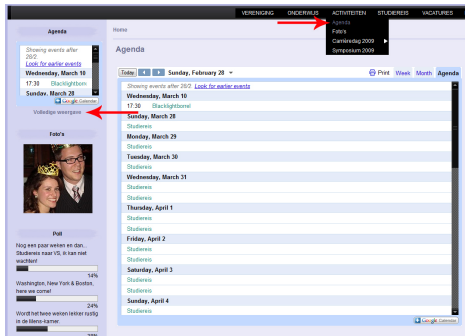 VERENIGING ONDERWIJS ACTIVITEITEN STUDIEREIS VACATURES
Agenda
Foto's
Carrièredag 2009
Symposium 2009
Agenda
Showing events after 28/2.
Look for earlier events
Wednesday, March 10
17:30 Blacklightborrel
Sunday, March 28
Google Calendar
Volledige weergave
Foto's
Poll
Nog een paar weken en dan...
Studiereis naar VS, ik kan niet
wachten!
14%
Washington, New York & Boston,
here we come!
24%
Wordt het twee weken lekker rustig
in de Mens-kamer.
Home
Agenda
Today Sunday, February 28 Print Week Month Agenda
Showing events after 28/2. Look for earlier events
Wednesday, March 10
17:30 Blacklightborrel
Sunday, March 28
Studiereis
Monday, March 29
Studiereis
Tuesday, March 30
Studiereis
Wednesday, March 31
Studiereis
Studiereis
Thursday, April 1
Studiereis
Studiereis
Friday, April 2
Studiereis
Saturday, April 3
Studiereis
Studiereis
Sunday, April 4
Studiereis
Google Calendar